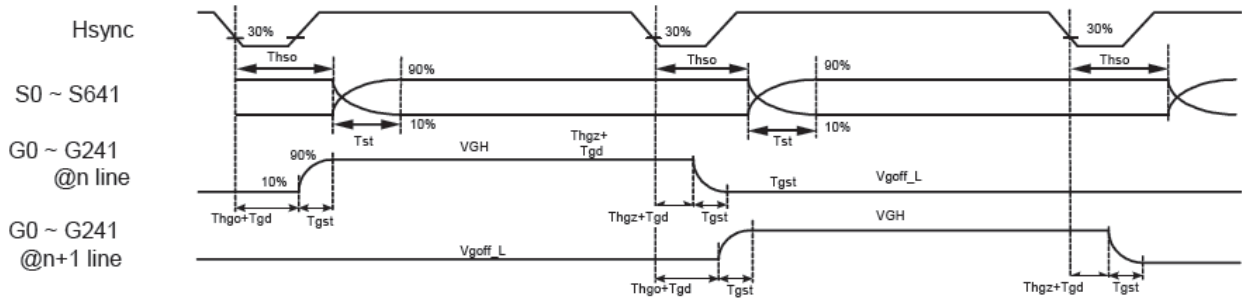 Hsync
30%
30%
30%
Thso
Thso
Thso
S0 ~ S641
90%
90%
10%
10%
Tst
Tst
G0 ~ G241
@n line
90%
10%
VGH
Thgz+
Tgd
Tgst
Vgoff_L
Thgo+Tgd
Tgst
Thgz+Tgd
Tgst
G0 ~ G241
@n+1 line
VGH
Vgoff_L
Thgo+Tgd
Tgst
Thgz+Tgd
Tgst